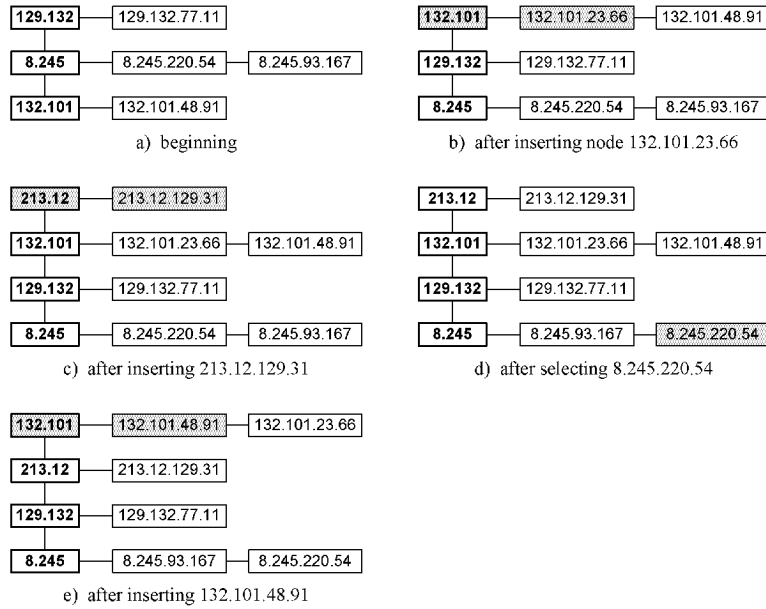 129.132 129.132.77.11
8.245 8.245.220.54 8.245.93.167
132.101 132.101.48.91
a) beginning
132.101 132.101.23.66 132.101.48.91
129.132 129.132.77.11
8.245 8.245.220.54 8.245.93.167
b) after inserting node 132.101.23.66
213.12 213.12.129.31
132.101 132.101.23.66 132.101.48.91
129.132 129.132.77.11
8.245 8.245.220.54 8.245.93.167
c) after inserting 213.12.129.31
213.12 213.12.129.31
132.101 132.101.23.66 132.101.48.91
129.132 129.132.77.11
8.245 8.245.93.167 8.245.220.54
d) after selecting 8.245.220.54
132.101 132.101.48.91 132.101.23.66
213.12 213.12.129.31
129.132 129.132.77.11
8.245 8.245.93.167 8.245.220.54
e) after inserting 132.101.48.91